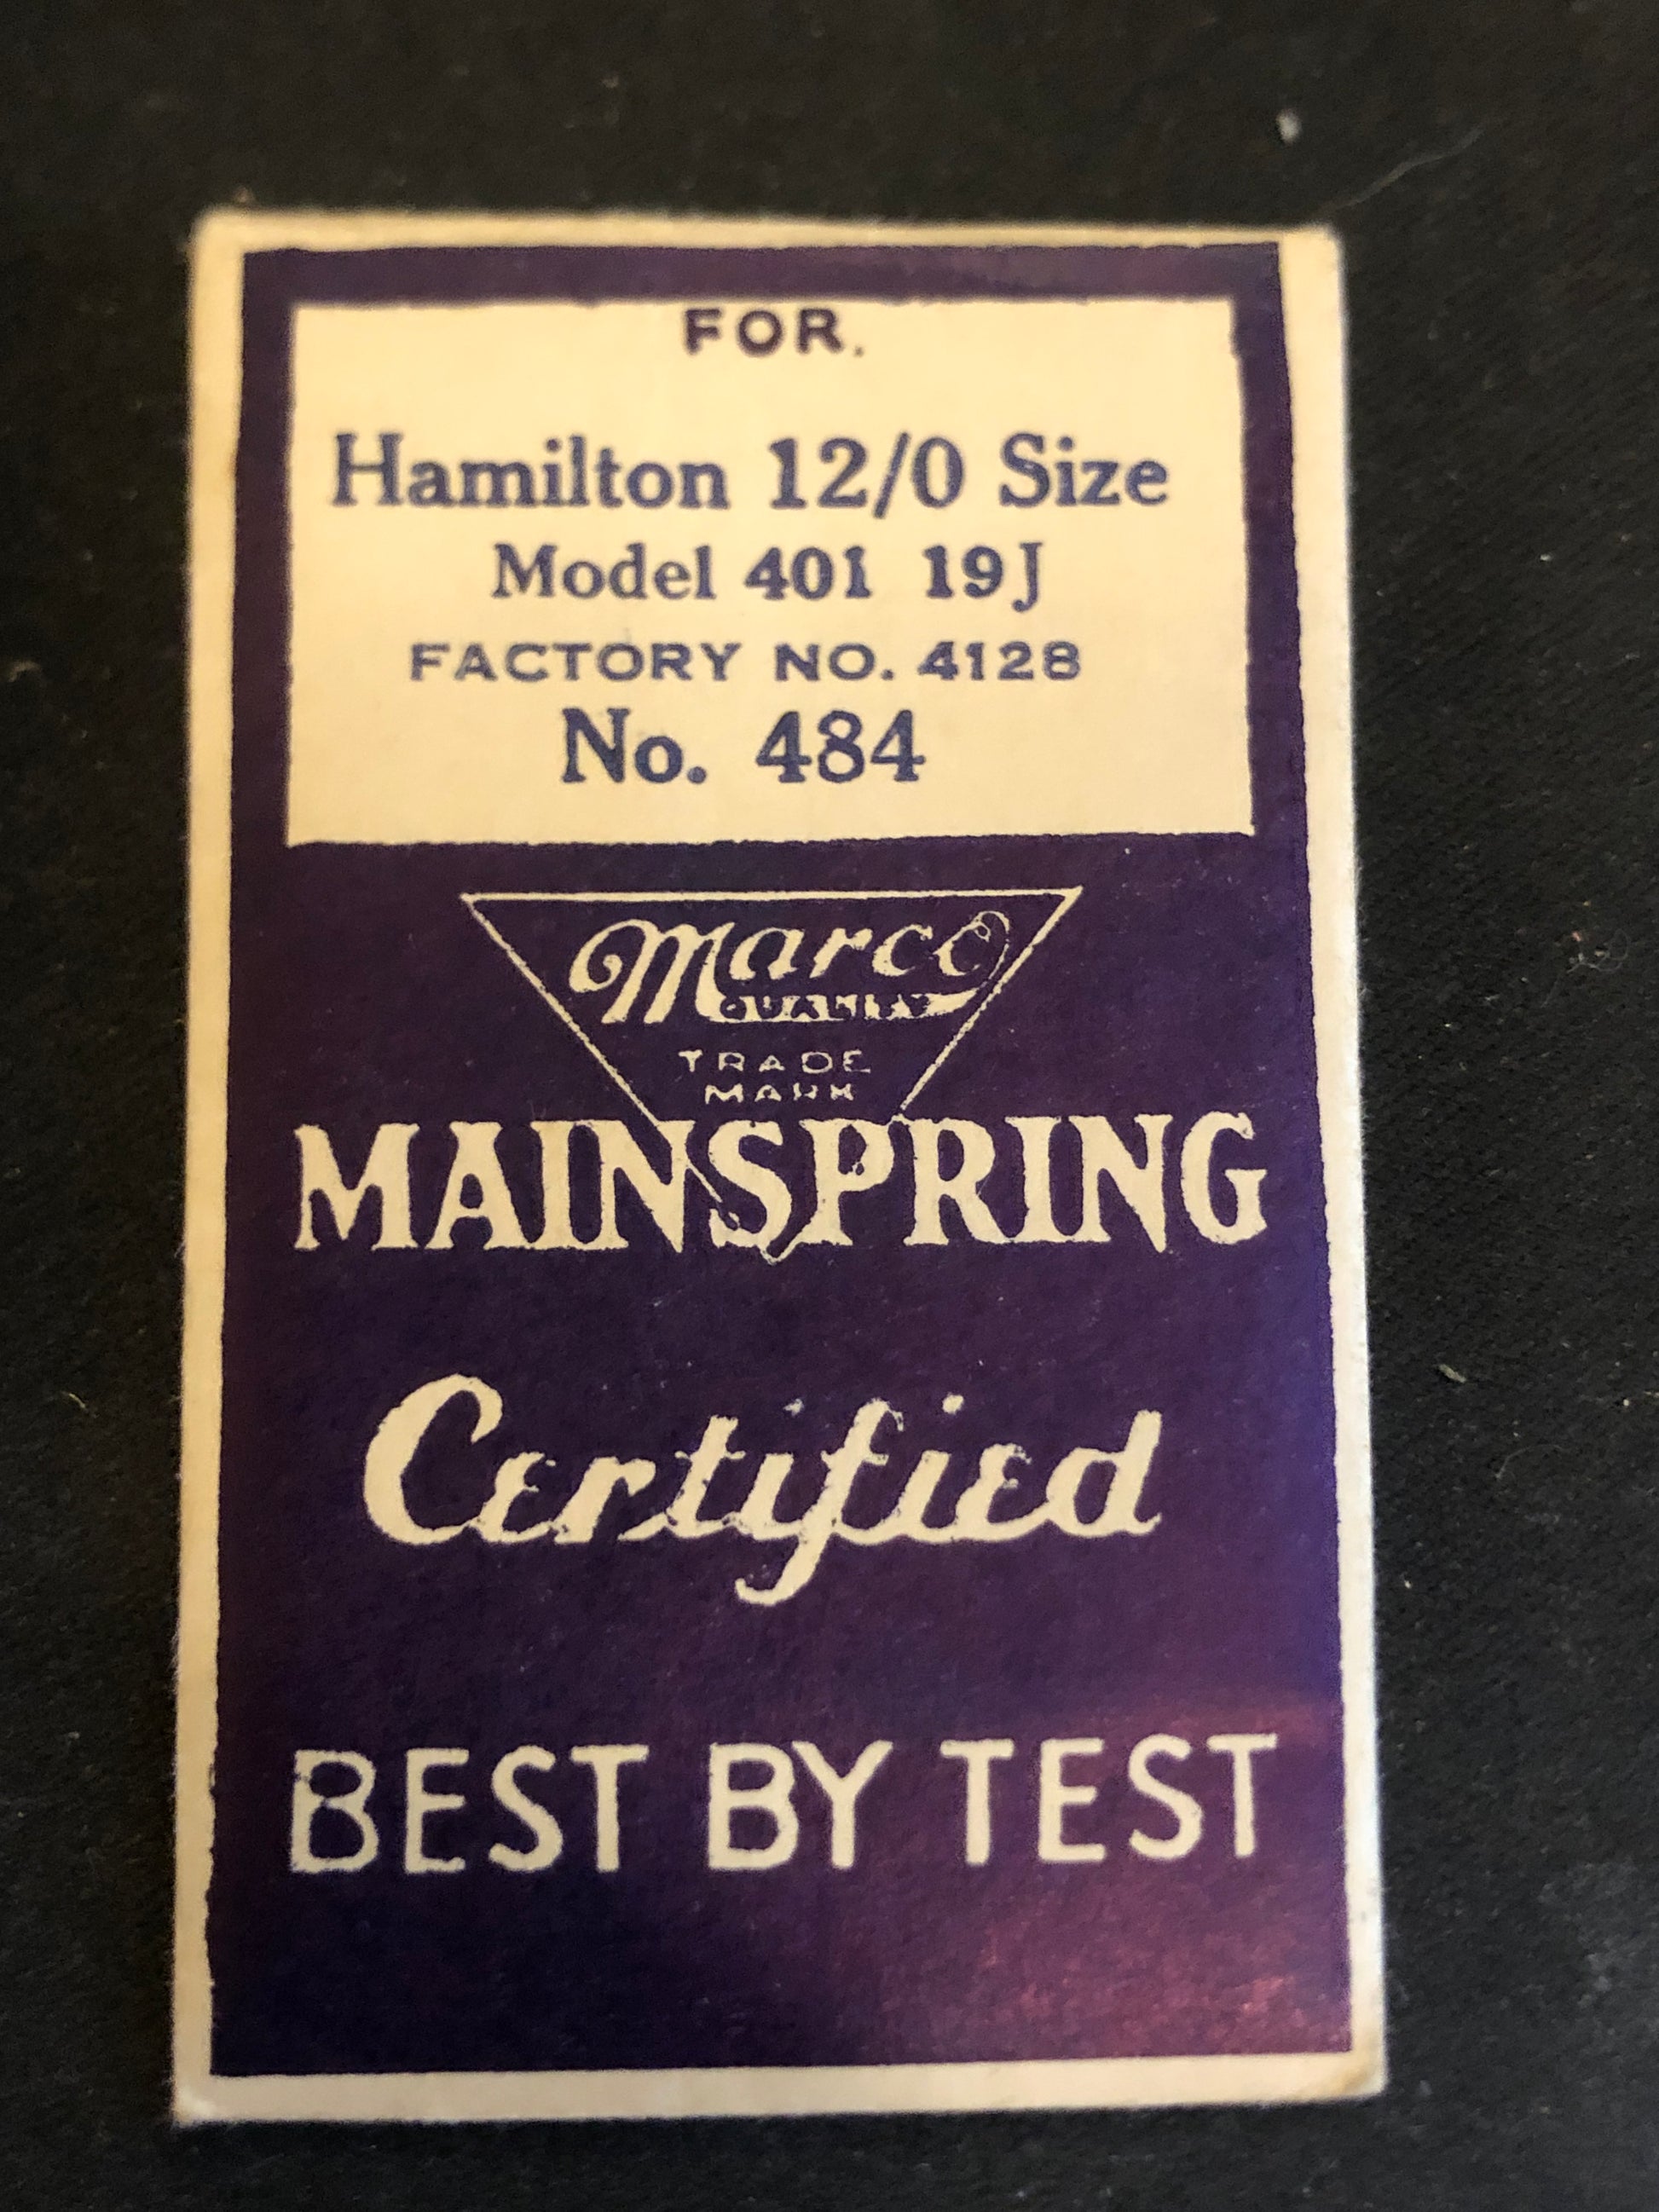 FOR.
Hamilton 12/0 Size
Model 401 19J
FACTORY NO. 4128
No. 484
Marco
QUALITY
TRADE
MARK
MAINSPRING
Certified
BEST BY TEST